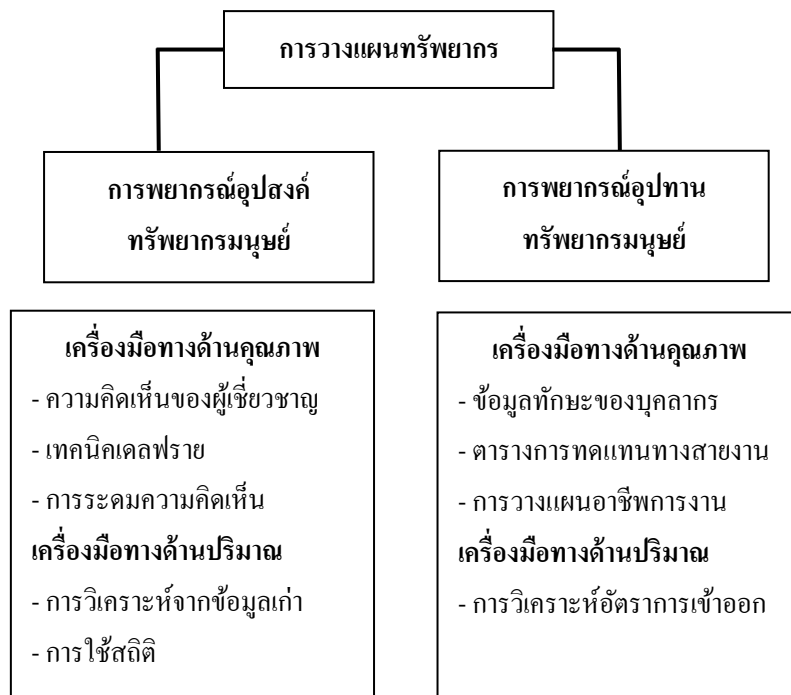 การวางแผนทรัพยากร
การพยากรณ์อุปสงค์
ทรัพยากรมนุษย์
การพยากรณ์อุปทาน
ทรัพยากรมนุษย์
เครื่องมือทางด้านคุณภาพ
- ความคิดเห็นของผู้เชี่ยวชาญ
- เทคนิคเดลฟราย
- การระดมความคิดเห็น
เครื่องมือทางด้านปริมาณ
- การวิเคราะห์จากข้อมูลเก่า
- การใช้สถิติ
เครื่องมือทางด้านคุณภาพ
- ข้อมูลทักษะของบุคลากร
- ตารางการทดแทนทางสายงาน
- การวางแผนอาชีพการงาน
เครื่องมือทางด้านปริมาณ
- การวิเคราะห์อัตราการเข้าออก